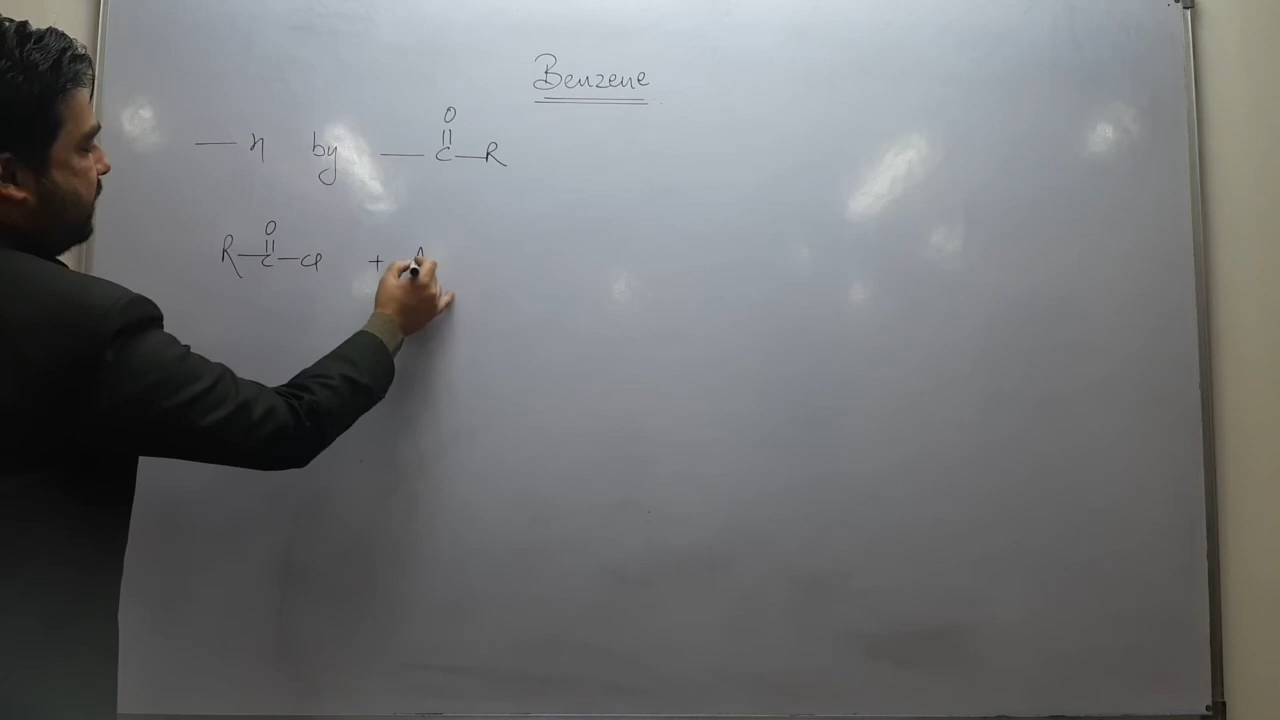 Benzene
— H by — C — R
O
R — C — Cl +
O